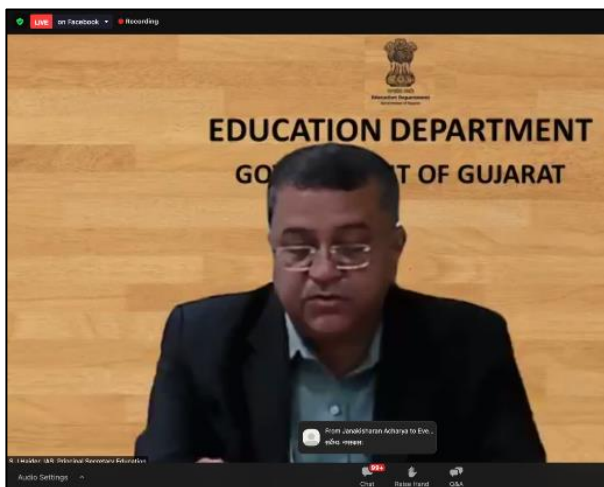 LIVE on Facebook Recording
Education Department
EDUCATION DEPARTMENT
GO T OF GUJARAT
From Janakisharan Acharya to Eve...
S J Haider, IAS, Principal Secretary Education
Audio Settings
99+
Chat Raise Hand Q&A